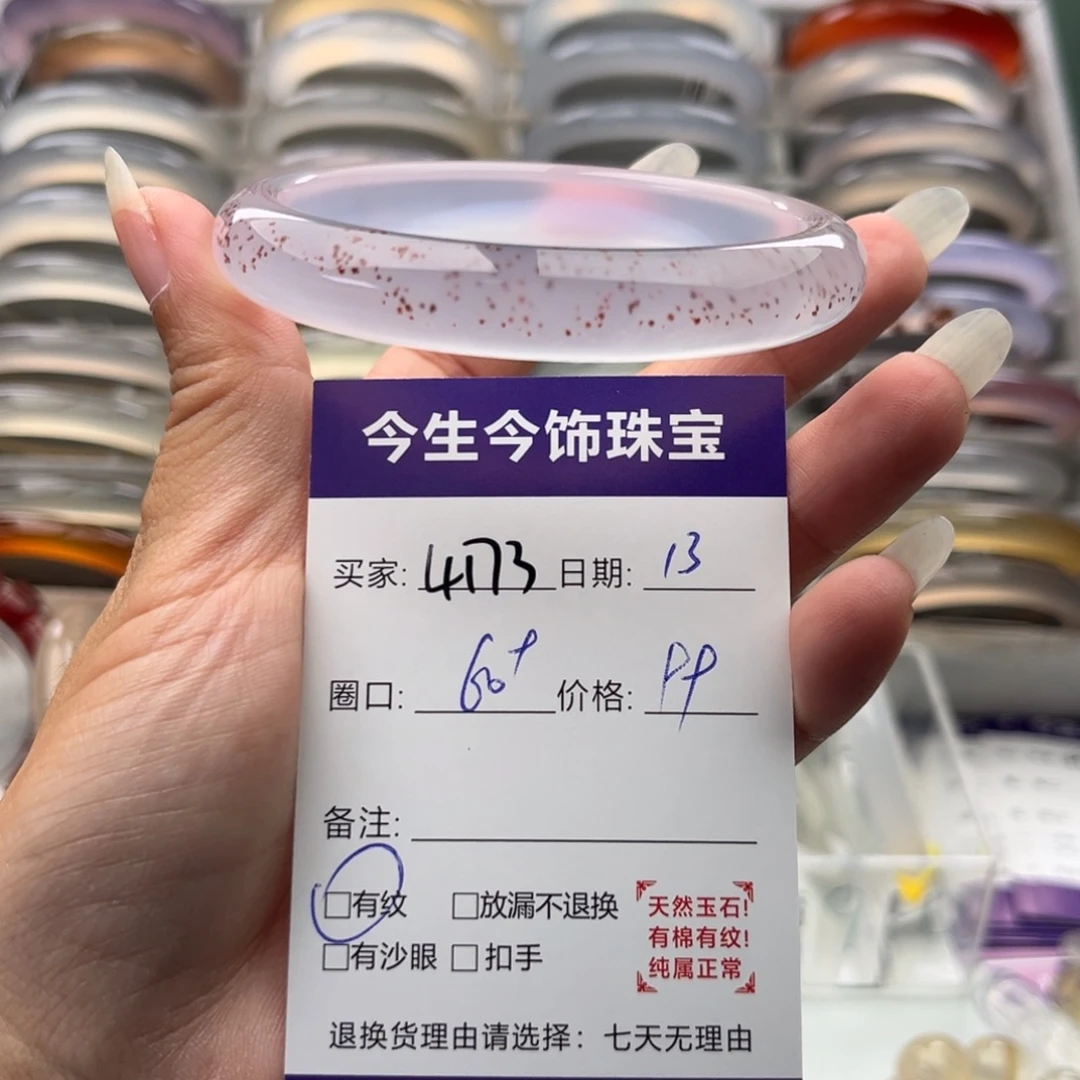 今生今饰珠宝
买家: 4173 日期: 13
圈口: 60+ 价格: PP
备注:
□有纹 □放漏不退换
□有沙眼 □扣手
天然玉石!
有棉有纹!
纯属正常
退换货理由请选择：七天无理由